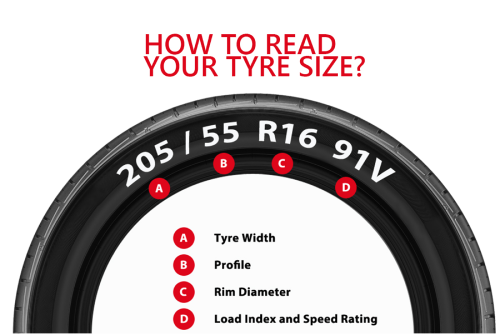 HOW TO READ
YOUR TYRE SIZE?
205 / 55 R16 91V
A B C D
A Tyre Width
B Profile
C Rim Diameter
D Load Index and Speed Rating